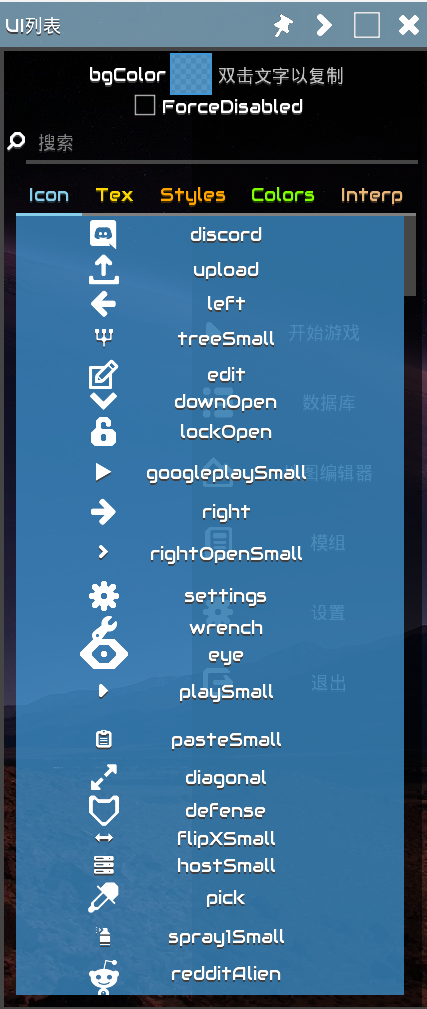 UI列表
bgColor 双击文字以复制
ForceDisabled
搜索
Icon Tex Styles Colors Interp
discord
upload
left
treeSmall
开始游戏
edit
downOpen
数据库
lockOpen
googleplaySmall
图编辑器
right
模组
rightOpenSmall
settings
设置
wrench
eye
退出
playSmall
pasteSmall
diagonal
defense
flipXSmall
hostSmall
pick
spray1Small
redditAlien